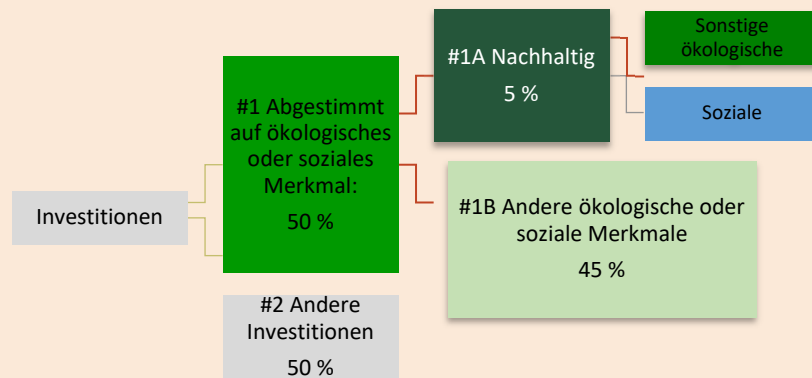 Investitionen
#1 Abgestimmt
auf ökologisches
oder soziales
Merkmal:
50 %
#2 Andere
Investitionen
50 %
#1A Nachhaltig
5 %
#1B Andere ökologische oder
soziale Merkmale
45 %
Sonstige
ökologische
Soziale